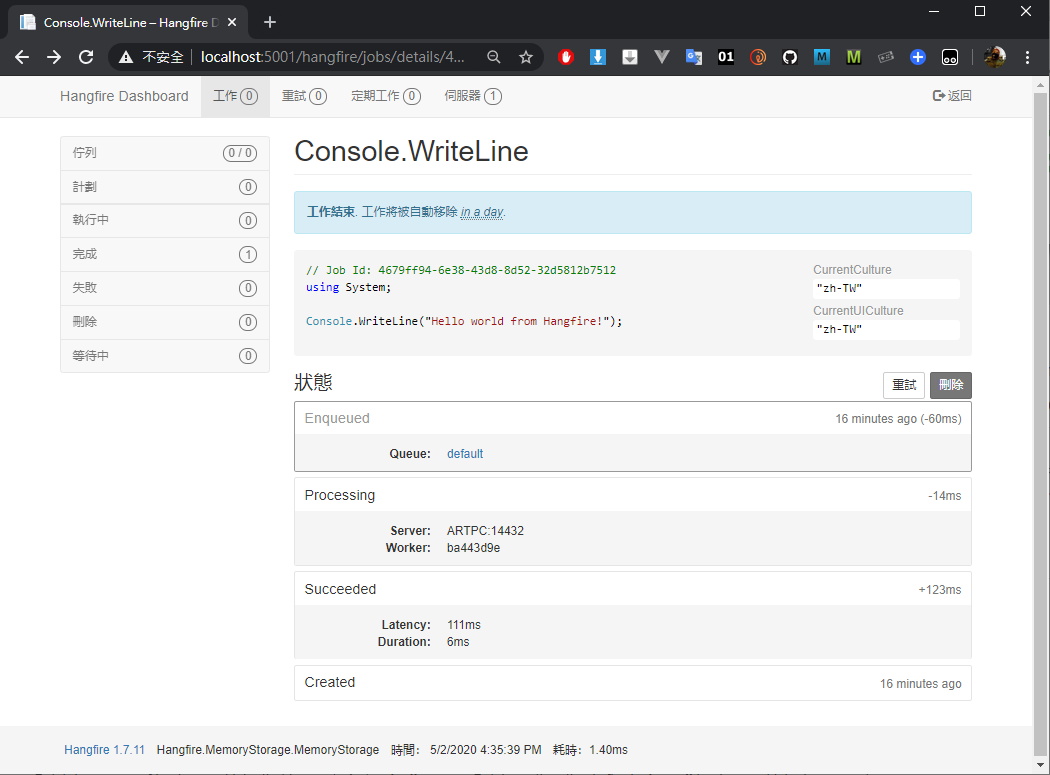 Console.WriteLine – Hangfire D
不安全 localhost:5001/hangfire/jobs/details/4...
01
M
M
Hangfire Dashboard 工作 0 重試 0 定期工作 0 伺服器 1 返回
佇列 0 / 0
計劃 0
執行中 0
完成 1
失敗 0
刪除 0
等待中 0
Console.WriteLine
工作結束. 工作將被自動移除 in a day.
// Job Id: 4679ff94-6e38-43d8-8d52-32d5812b7512
using System;
Console.WriteLine("Hello world from Hangfire!");
CurrentCulture
"zh-TW"
CurrentUICulture
"zh-TW"
狀態 重試 刪除
Enqueued 16 minutes ago (-60ms)
Queue: default
Processing -14ms
Server: ARTPC:14432
Worker: ba443d9e
Succeeded +123ms
Latency: 111ms
Duration: 6ms
Created 16 minutes ago
Hangfire 1.7.11 Hangfire.MemoryStorage.MemoryStorage 時間: 5/2/2020 4:35:39 PM 耗時: 1.40ms